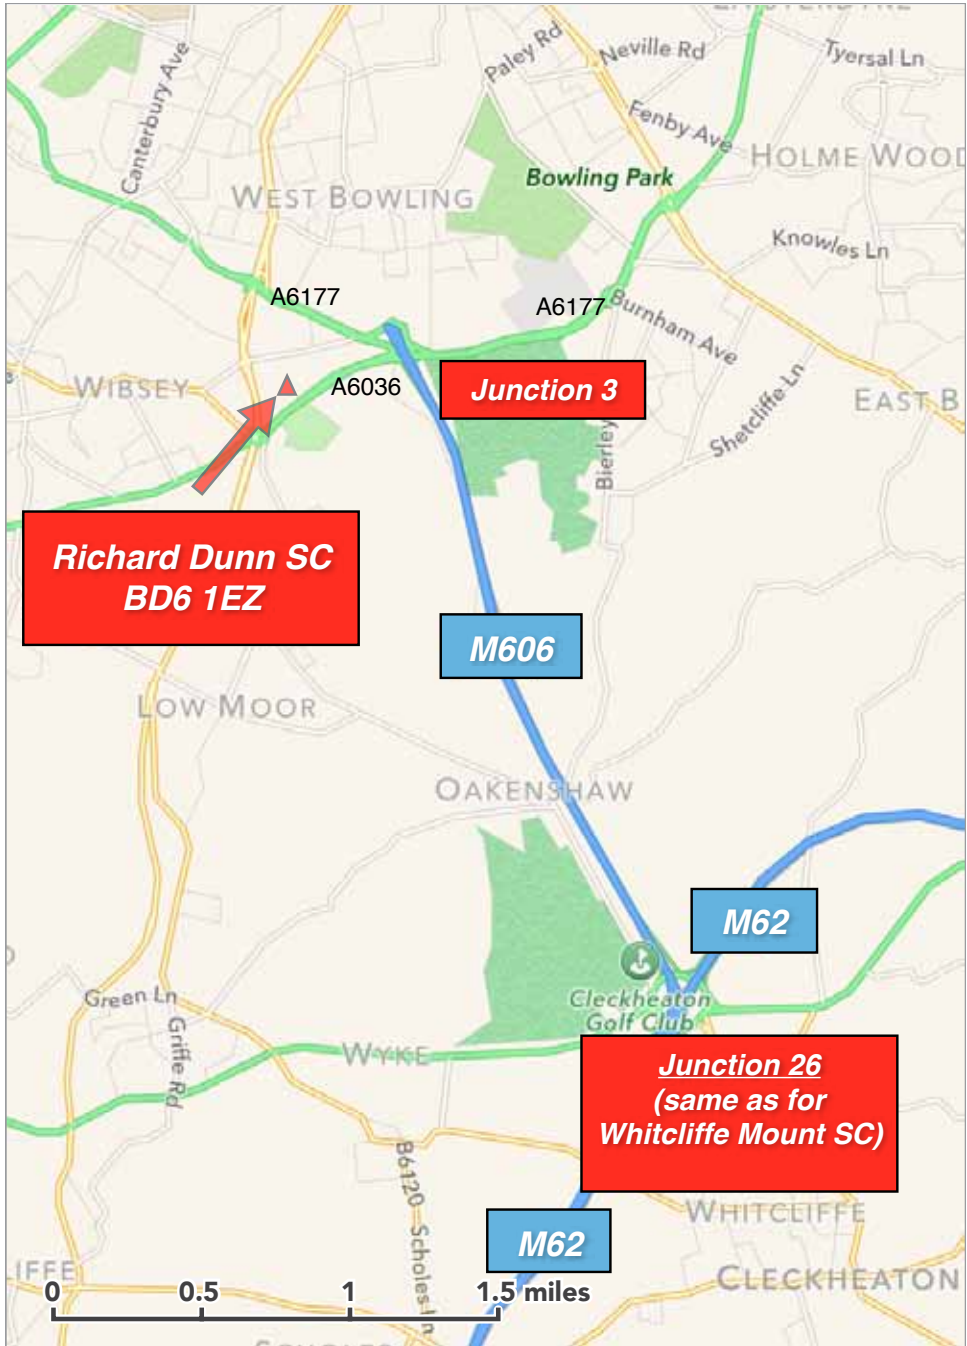 Paley Rd
Neville Rd
Tyersal Ln
Canterbury Ave
Fenby Ave
HOLME WOOD
Bowling Park
WEST BOWLING
Knowles Ln
A6177
A6177
Burnham Ave
WIBSEY
A6036
Junction 3
Shetcliffe Ln
EAST B
Bierley
Richard Dunn SC
BD6 1EZ
M606
LOW MOOR
OAKENSHAW
M62
Green Ln
Cleckheaton
Golf Club
Griffe Rd
WYKE
Junction 26
(same as for
Whitcliffe Mount SC)
B6120
Scholes Ln
WHITCLIFFE
M62
IFFE
CLECKHEATON
0 0.5 1 1.5 miles